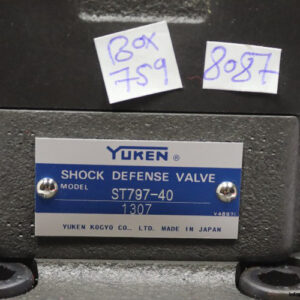 BOX
759
8087
YUKEN ®
SHOCK DEFENSE VALVE
MODEL
ST797-40
1307
YUKEN KOGYO CO., LTD. MADE IN JAPAN